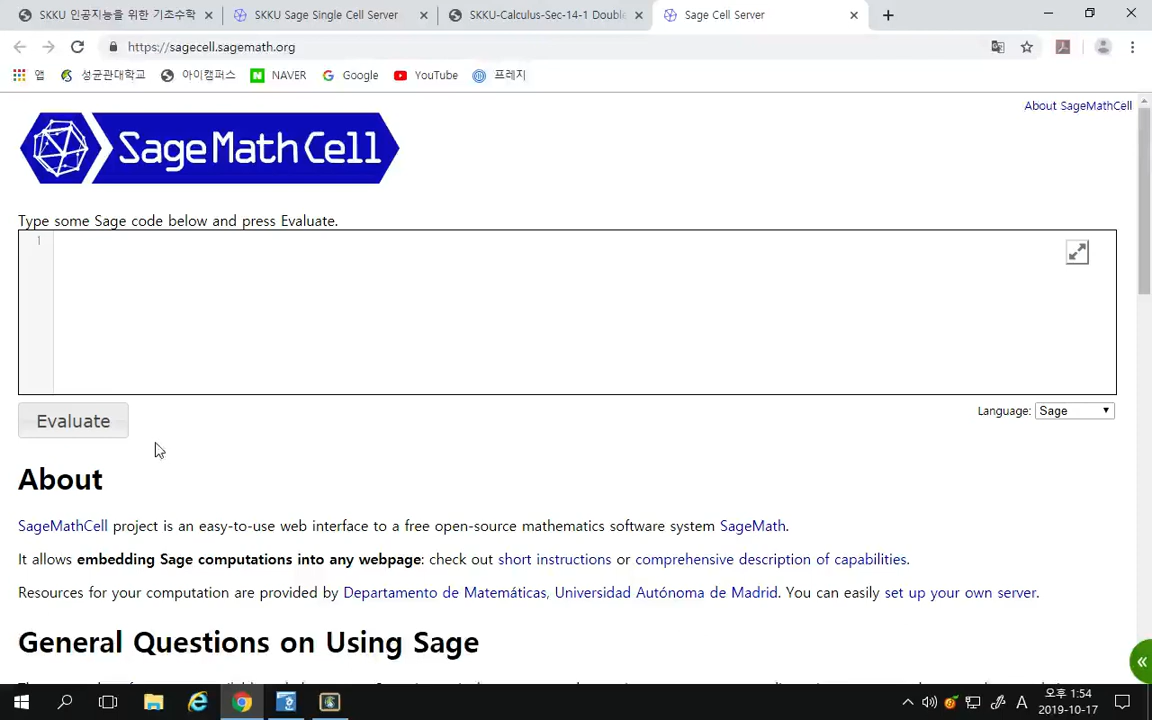 SKKU 인공지능을 위한 기초수학
SKKU Sage Single Cell Server
SKKU-Calculus-Sec-14-1 Double
Sage Cell Server
https://sagecell.sagemath.org
앱
성균관대학교
아이캠퍼스
NAVER
Google
YouTube
프레지
About SageMathCell
SageMathCell
Type some Sage code below and press Evaluate.
1
Evaluate
Language: Sage
About
SageMathCell project is an easy-to-use web interface to a free open-source mathematics software system SageMath.
It allows embedding Sage computations into any webpage: check out short instructions or comprehensive description of capabilities.
Resources for your computation are provided by Departamento de Matemáticas, Universidad Autónoma de Madrid. You can easily set up your own server.
General Questions on Using Sage
A
오후 1:54
2019-10-17